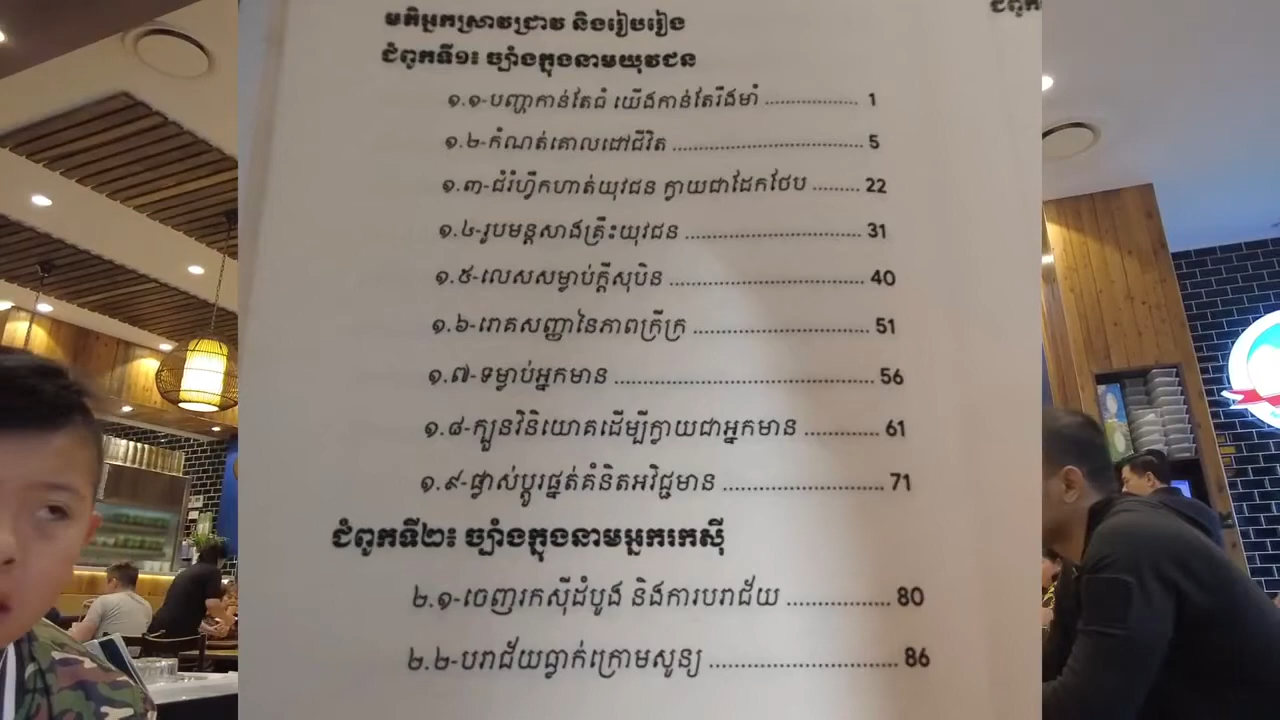 មតិអ្នកស្រាវជ្រាវ និងរៀបរៀង
ជំពូកទី១៖ ច្បាំងក្នុងនាមយុវជន
១.១-បញ្ហាកាន់តែធំ យើងកាន់តែរឹងមាំ .................. 1
១.២-កំណត់គោលដៅជីវិត .................................... 5
១.៣-ជំរំហ្វឹកហាត់យុវជន ក្លាយជាដែកថែប ......... 22
១.៤-រូបមន្តសាងគ្រឹះយុវជន ................................. 31
១.៥-លេសសម្លាប់ក្ដីសុបិន .................................... 40
១.៦-រោគសញ្ញានៃភាពក្រីក្រ ................................ 51
១.៧-ទម្លាប់អ្នកមាន .............................................. 56
១.៨-ក្បួនវិនិយោគដើម្បីក្លាយជាអ្នកមាន ............. 61
១.៩-ផ្លាស់ប្ដូរផ្នត់គំនិតអវិជ្ជមាន ............................ 71
ជំពូកទី២៖ ច្បាំងក្នុងនាមអ្នករកស៊ី
២.១-ចេញរកស៊ីដំបូង និងការបរាជ័យ ................. 80
២.២-បរាជ័យធ្លាក់ក្រោមសូន្យ ............................... 86
ជំពូក